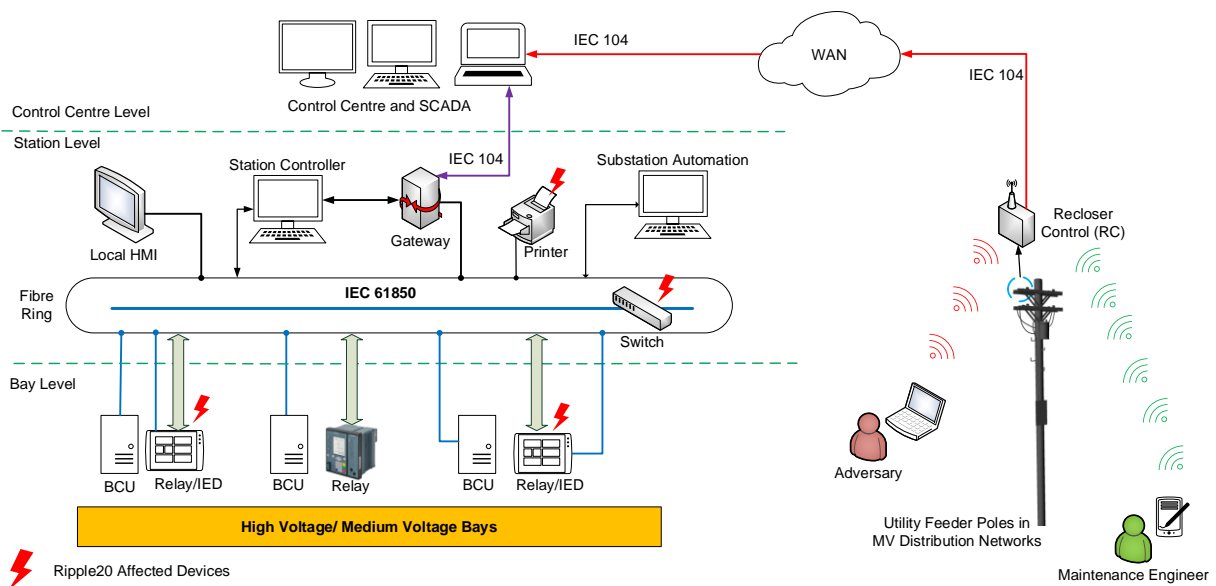 IEC 104
WAN
IEC 104
Control Centre and SCADA
Control Centre Level
Station Level
Station Controller
IEC 104
Substation Automation
Local HMI
Gateway
Printer
Recloser
Control (RC)
Fibre
Ring
IEC 61850
Switch
Bay Level
BCU
Relay/IED
BCU
Relay
BCU
Relay/IED
Adversary
High Voltage/ Medium Voltage Bays
Utility Feeder Poles in
MV Distribution Networks
Ripple20 Affected Devices
Maintenance Engineer